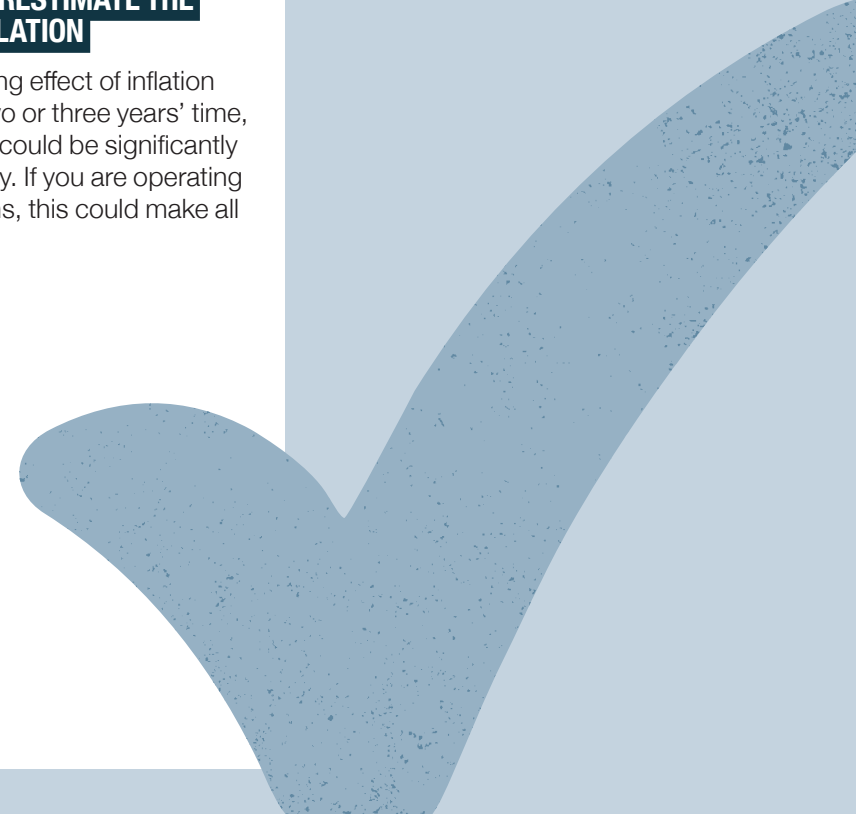 RESTIMATE THE
LATION
ng effect of inflation
o or three years’ time,
could be significantly
y. If you are operating
s, this could make all